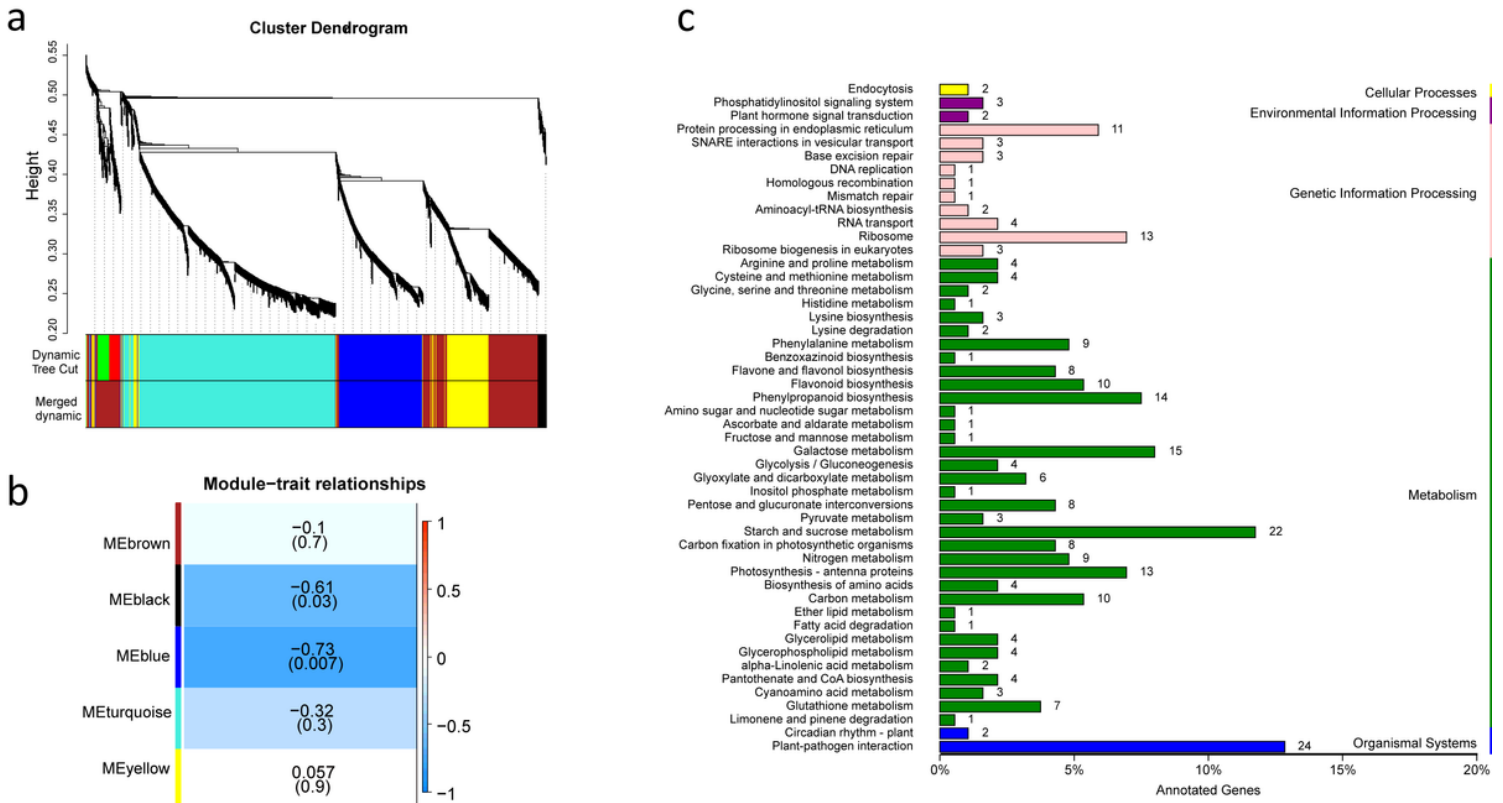 a
Cluster Dendrogram
Height
0.55
0.50
0.45
0.40
0.35
0.30
0.25
0.20
Dynamic
Tree Cut
Merged
dynamic
b
Module−trait relationships
MEbrown
−0.1
(0.7)
MEblack
−0.61
(0.03)
MEblue
−0.73
(0.007)
MEturquoise
−0.32
(0.3)
MEyellow
0.057
(0.9)
1
0.5
0
−0.5
−1
c
Endocytosis 2
Phosphatidylinositol signaling system 3
Plant hormone signal transduction 2
Protein processing in endoplasmic reticulum 11
SNARE interactions in vesicular transport 3
Base excision repair 3
DNA replication 1
Homologous recombination 1
Mismatch repair 1
Aminoacyl-tRNA biosynthesis 2
RNA transport 4
Ribosome 13
Ribosome biogenesis in eukaryotes 3
Arginine and proline metabolism 4
Cysteine and methionine metabolism 4
Glycine, serine and threonine metabolism 2
Histidine metabolism 1
Lysine biosynthesis 3
Lysine degradation 2
Phenylalanine metabolism 9
Benzoxazinoid biosynthesis 1
Flavone and flavonol biosynthesis 8
Flavonoid biosynthesis 10
Phenylpropanoid biosynthesis 14
Amino sugar and nucleotide sugar metabolism 1
Ascorbate and aldarate metabolism 1
Fructose and mannose metabolism 1
Galactose metabolism 15
Glycolysis / Gluconeogenesis 4
Glyoxylate and dicarboxylate metabolism 6
Inositol phosphate metabolism 1
Pentose and glucuronate interconversions 8
Pyruvate metabolism 3
Starch and sucrose metabolism 22
Carbon fixation in photosynthetic organisms 8
Nitrogen metabolism 9
Photosynthesis - antenna proteins 13
Biosynthesis of amino acids 4
Carbon metabolism 10
Ether lipid metabolism 1
Fatty acid degradation 1
Glycerolipid metabolism 4
Glycerophospholipid metabolism 4
alpha-Linolenic acid metabolism 2
Pantothenate and CoA biosynthesis 4
Cyanoamino acid metabolism 3
Glutathione metabolism 7
Limonene and pinene degradation 1
Circadian rhythm - plant 2
Plant-pathogen interaction 24
Cellular Processes
Environmental Information Processing
Genetic Information Processing
Metabolism
Organismal Systems
0% 5% 10% 15% 20%
Annotated Genes